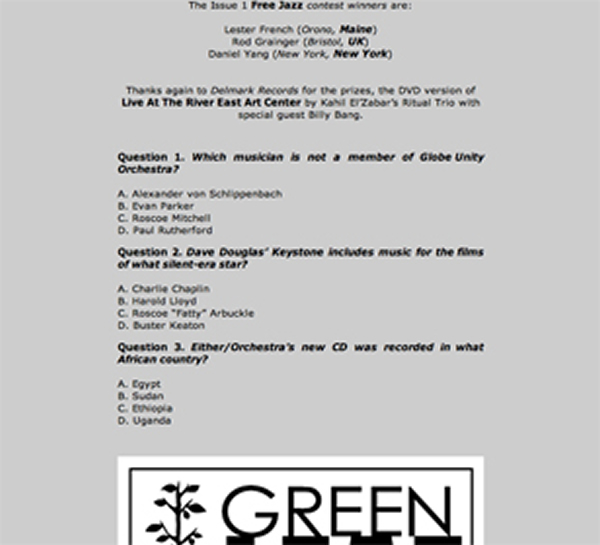 The Issue 1 Free Jazz contest winners are:
Lester French (Orono, Maine)
Rod Grainger (Bristol, UK)
Daniel Yang (New York, New York)
Thanks again to Delmark Records for the prizes, the DVD version of
Live At The River East Art Center by Kahil El'Zabar's Ritual Trio with
special guest Billy Bang.
Question 1. Which musician is not a member of Globe Unity
Orchestra?
A. Alexander von Schlippenbach
B. Evan Parker
C. Roscoe Mitchell
D. Paul Rutherford
Question 2. Dave Douglas' Keystone includes music for the films
of what silent-era star?
A. Charlie Chaplin
B. Harold Lloyd
C. Roscoe "Fatty" Arbuckle
D. Buster Keaton
Question 3. Either/Orchestra's new CD was recorded in what
African country?
A. Egypt
B. Sudan
C. Ethiopia
D. Uganda
GREEN